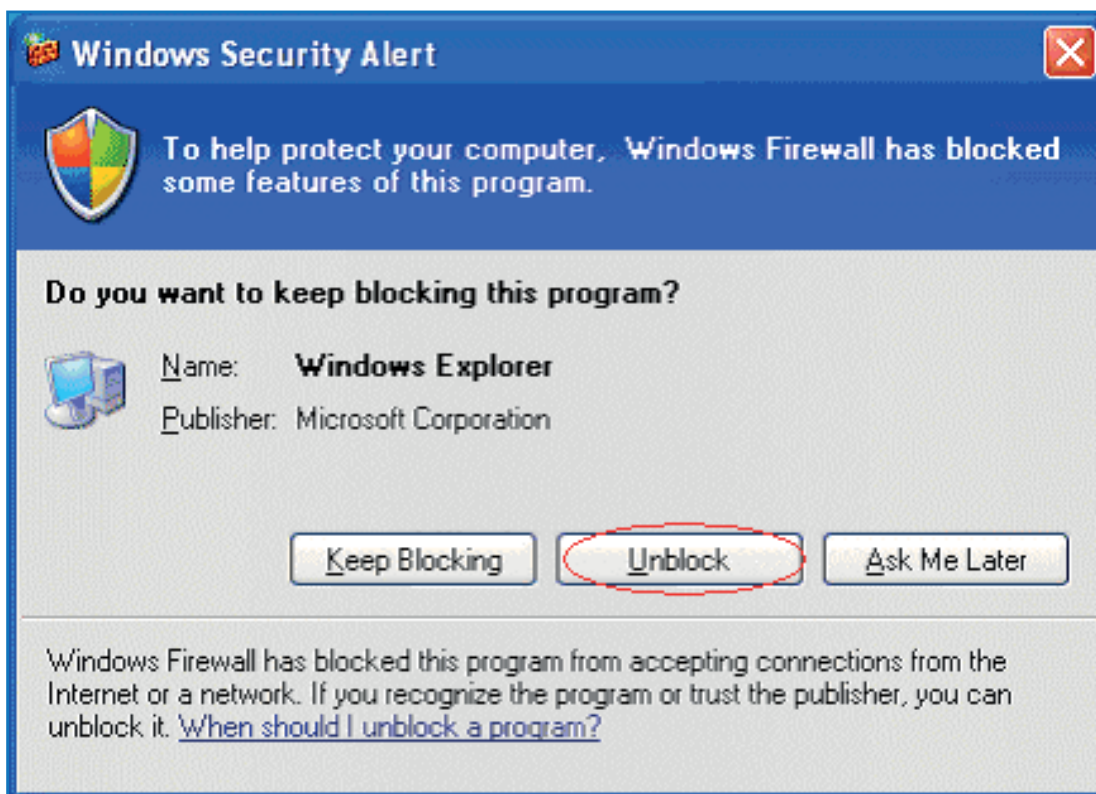 Windows Security Alert
To help protect your computer, Windows Firewall has blocked
some features of this program.
Do you want to keep blocking this program?
Name: Windows Explorer
Publisher: Microsoft Corporation
Keep Blocking Unblock Ask Me Later
Windows Firewall has blocked this program from accepting connections from the
Internet or a network. If you recognize the program or trust the publisher, you can
unblock it. When should I unblock a program?